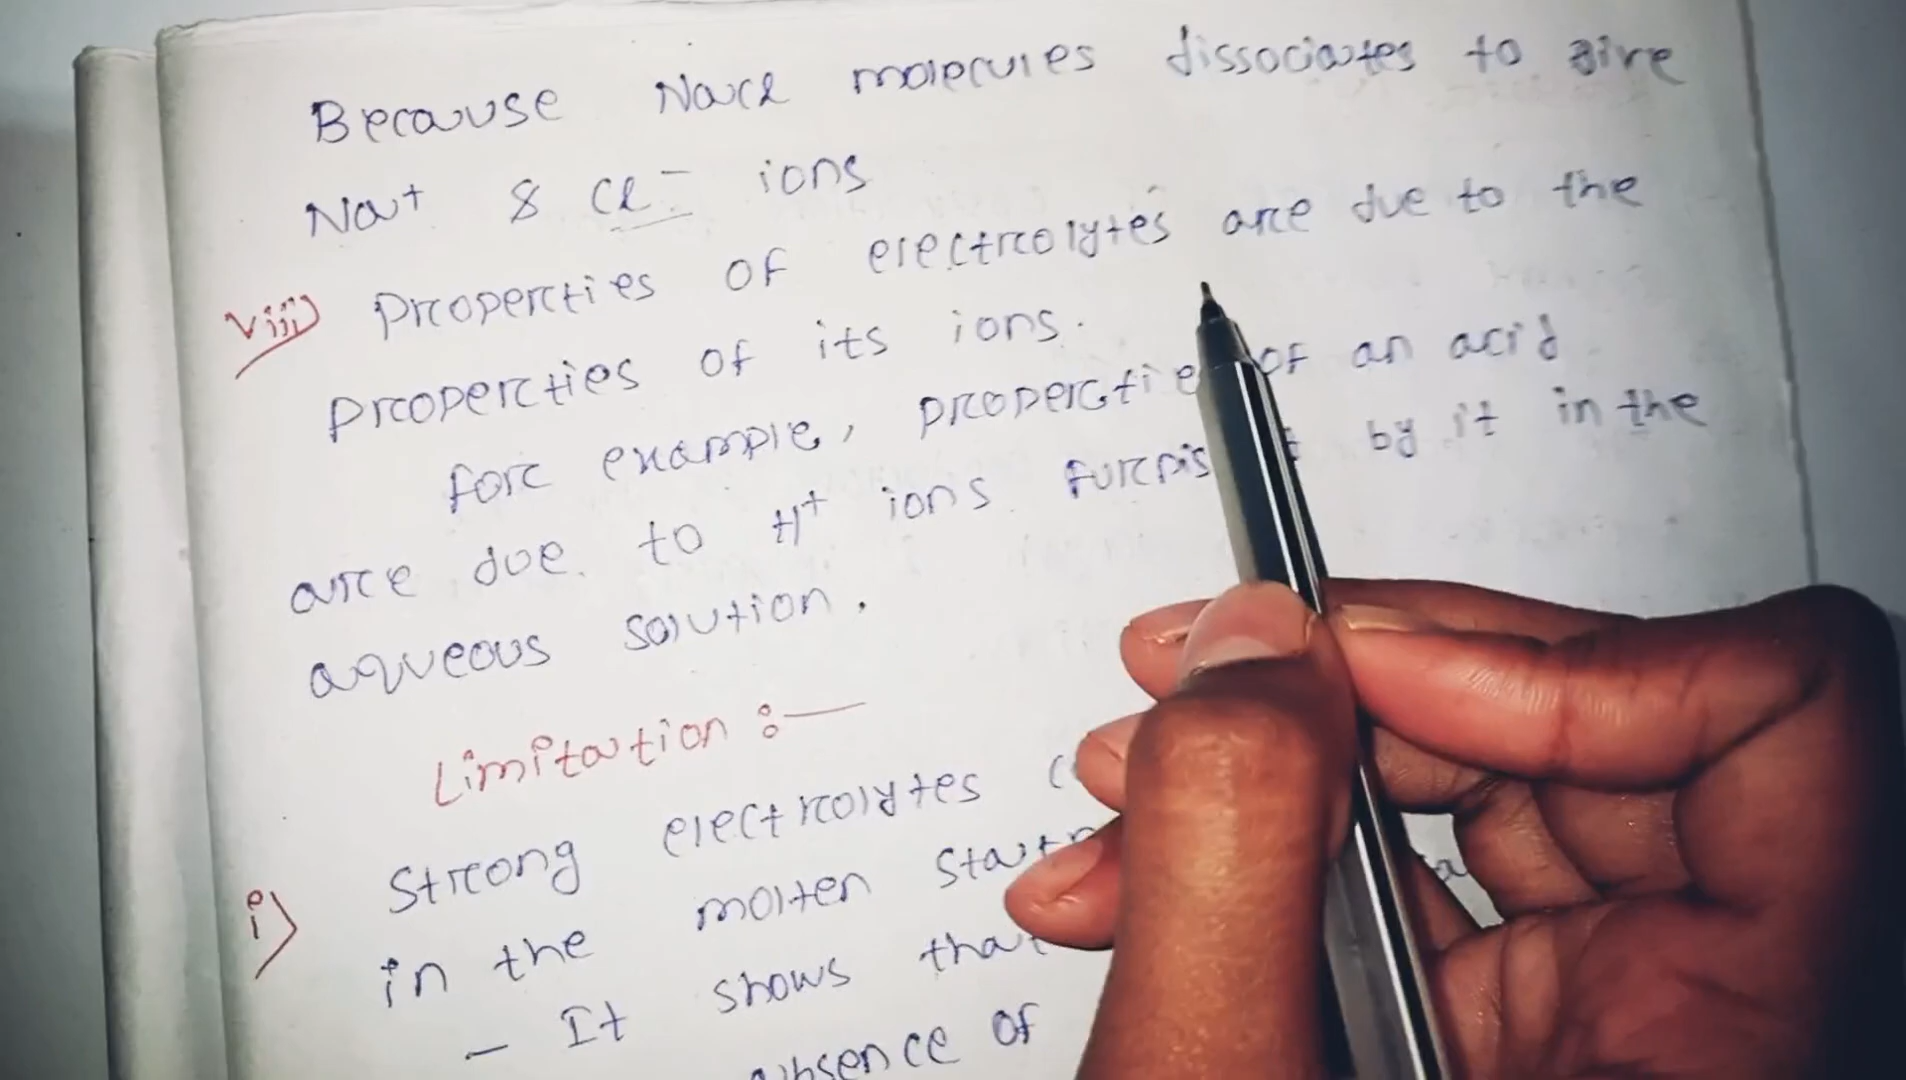 Because NaCl molecules dissociates to give
Na+ & Cl- ions
viii) Properties of electrolytes are due to the
properties of its ions.
for example, properties of an acid
are due to H+ ions by it in the
aqueous solution.
Limitation :-
i) Strong electrolytes
in the molten state
- It shows that
absence of